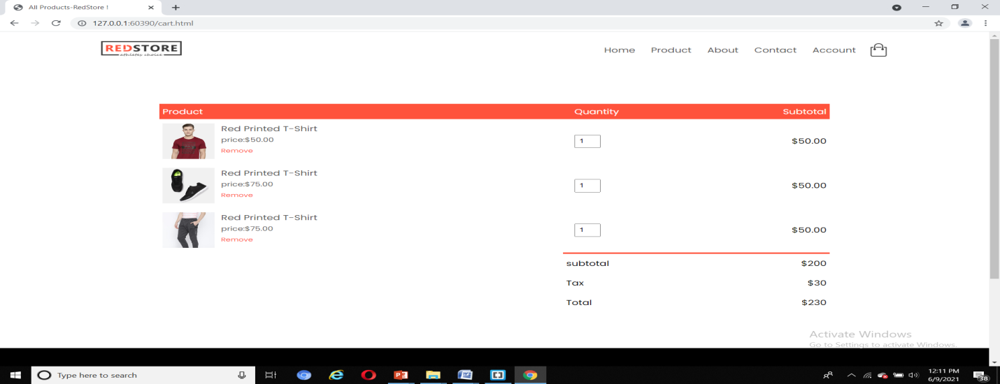 All Products-RedStore !
127.0.0.1:60390/cart.html
REDSTORE
athletes choice
Home Product About Contact Account
Product Quantity Subtotal
Red Printed T-Shirt
price:$50.00
Remove
1
$50.00
Red Printed T-Shirt
price:$75.00
Remove
1
$50.00
Red Printed T-Shirt
price:$75.00
Remove
1
$50.00
subtotal $200
Tax $30
Total $230
Activate Windows
Go to Settings to activate Windows.
Type here to search
12:11 PM
6/9/2021
38